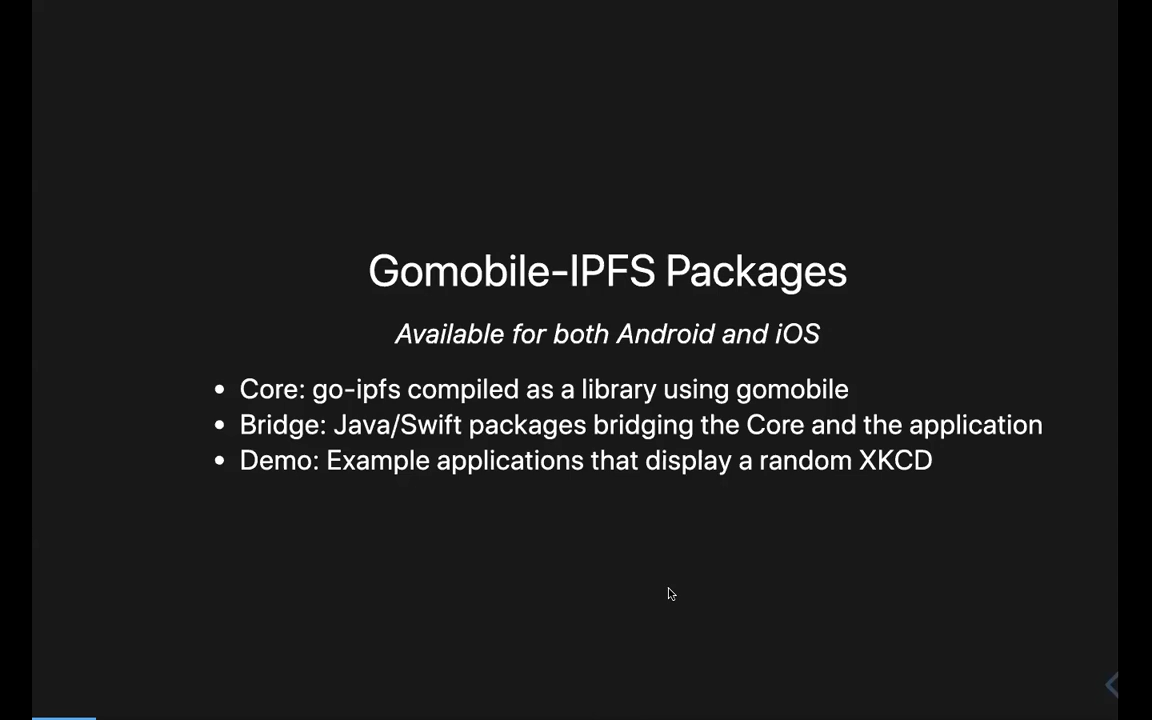 Gomobile-IPFS Packages
Available for both Android and iOS
• Core: go-ipfs compiled as a library using gomobile
• Bridge: Java/Swift packages bridging the Core and the application
• Demo: Example applications that display a random XKCD